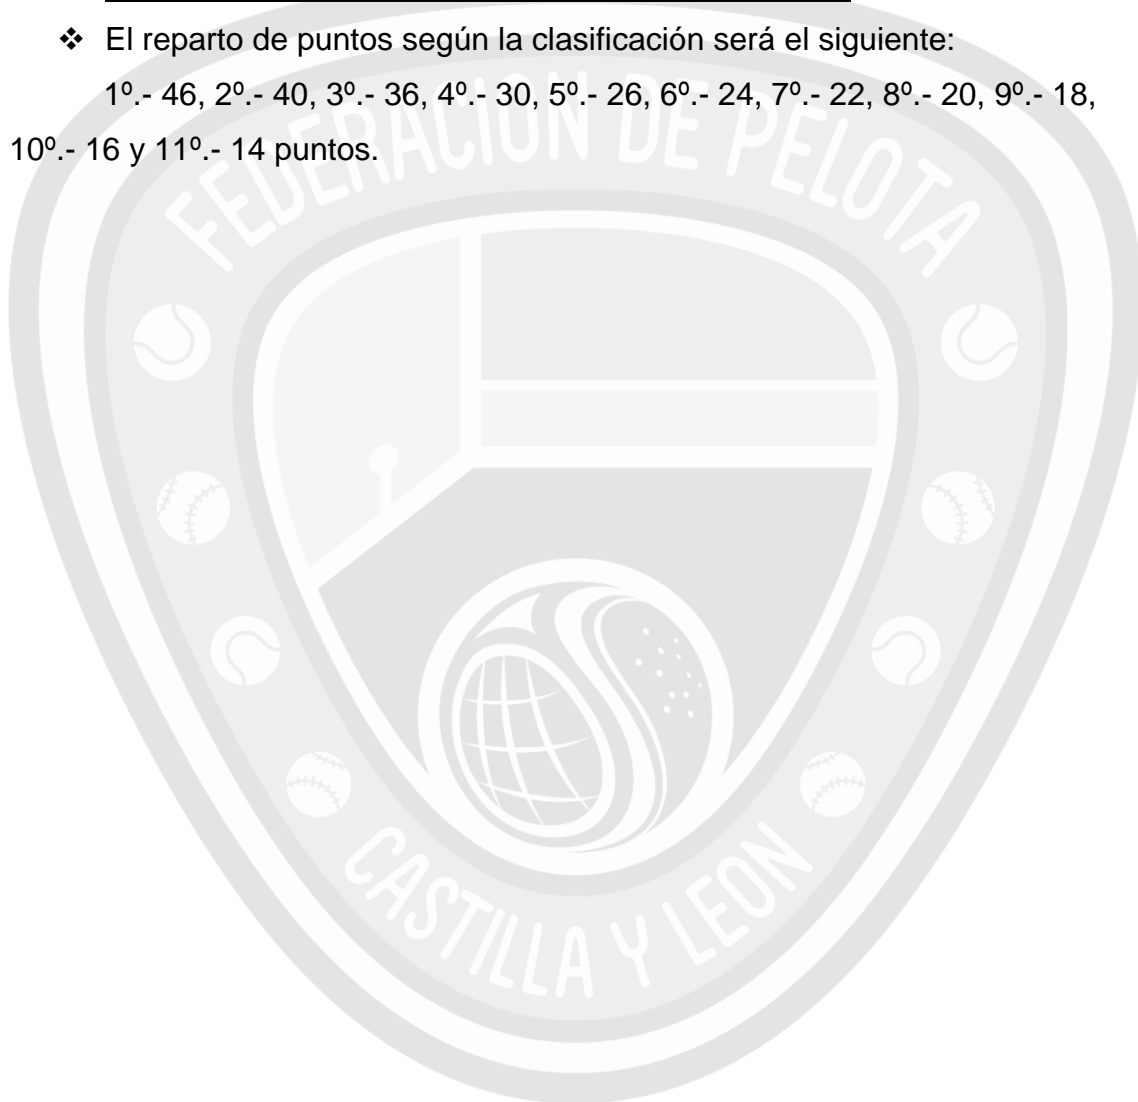 ❖ El reparto de puntos según la clasificación será el siguiente:
1º.- 46, 2º.- 40, 3º.- 36, 4º.- 30, 5º.- 26, 6º.- 24, 7º.- 22, 8º.- 20, 9º.- 18,
10º.- 16 y 11º.- 14 puntos.
FEDERACION DE PELOTA
CASTILLA Y LEON